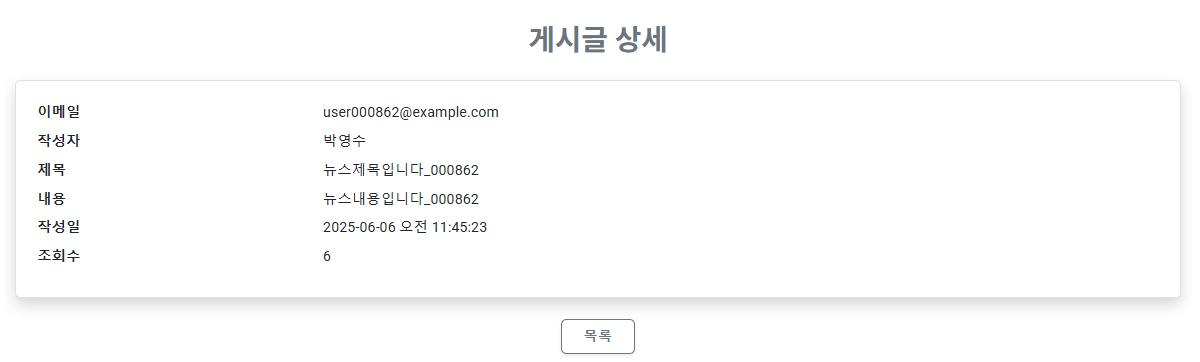 게시글 상세
이메일 user000862@example.com
작성자 박영수
제목 뉴스제목입니다_000862
내용 뉴스내용입니다_000862
작성일 2025-06-06 오전 11:45:23
조회수 6
목록